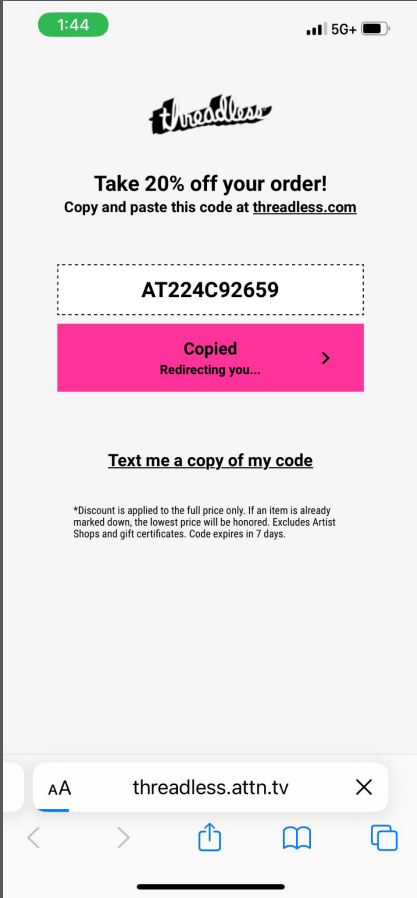 1:44
5G+
threadless
Take 20% off your order!
Copy and paste this code at threadless.com
AT224C92659
Copied
Redirecting you...
Text me a copy of my code
*Discount is applied to the full price only. If an item is already
marked down, the lowest price will be honored. Excludes Artist
Shops and gift certificates. Code expires in 7 days.
AA
threadless.attn.tv